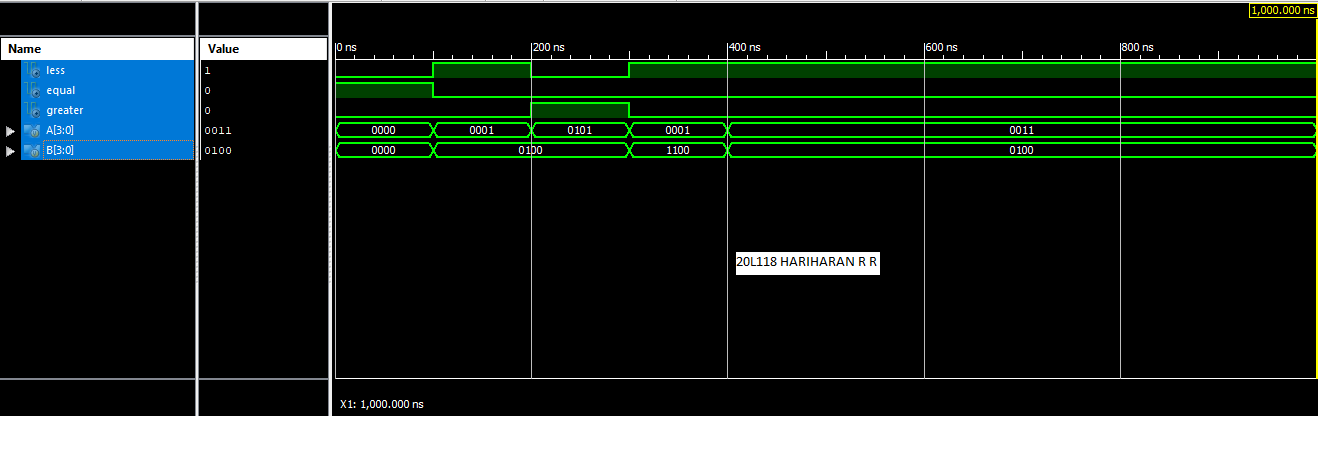 1,000.000 ns
Name Value
0 ns 200 ns 400 ns 600 ns 800 ns
less 1
equal 0
greater 0
A[3:0] 0011 0000 0001 0101 0001 0011
B[3:0] 0100 0000 0100 1100 0100
20L118 HARIHARAN R R
X1: 1,000.000 ns